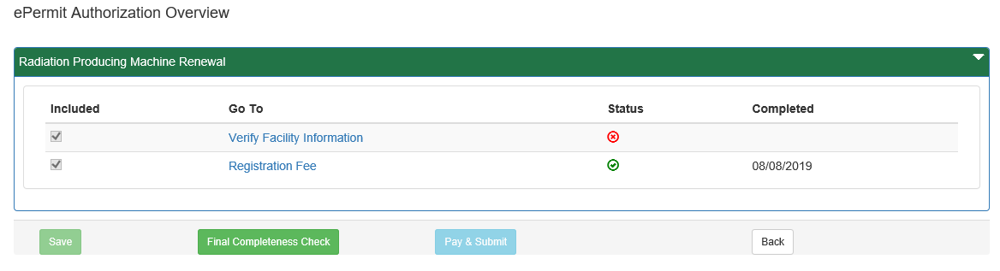 ePermit Authorization Overview
Radiation Producing Machine Renewal
Included Go To Status Completed
Verify Facility Information
Registration Fee 08/08/2019
Save Final Completeness Check Pay & Submit Back